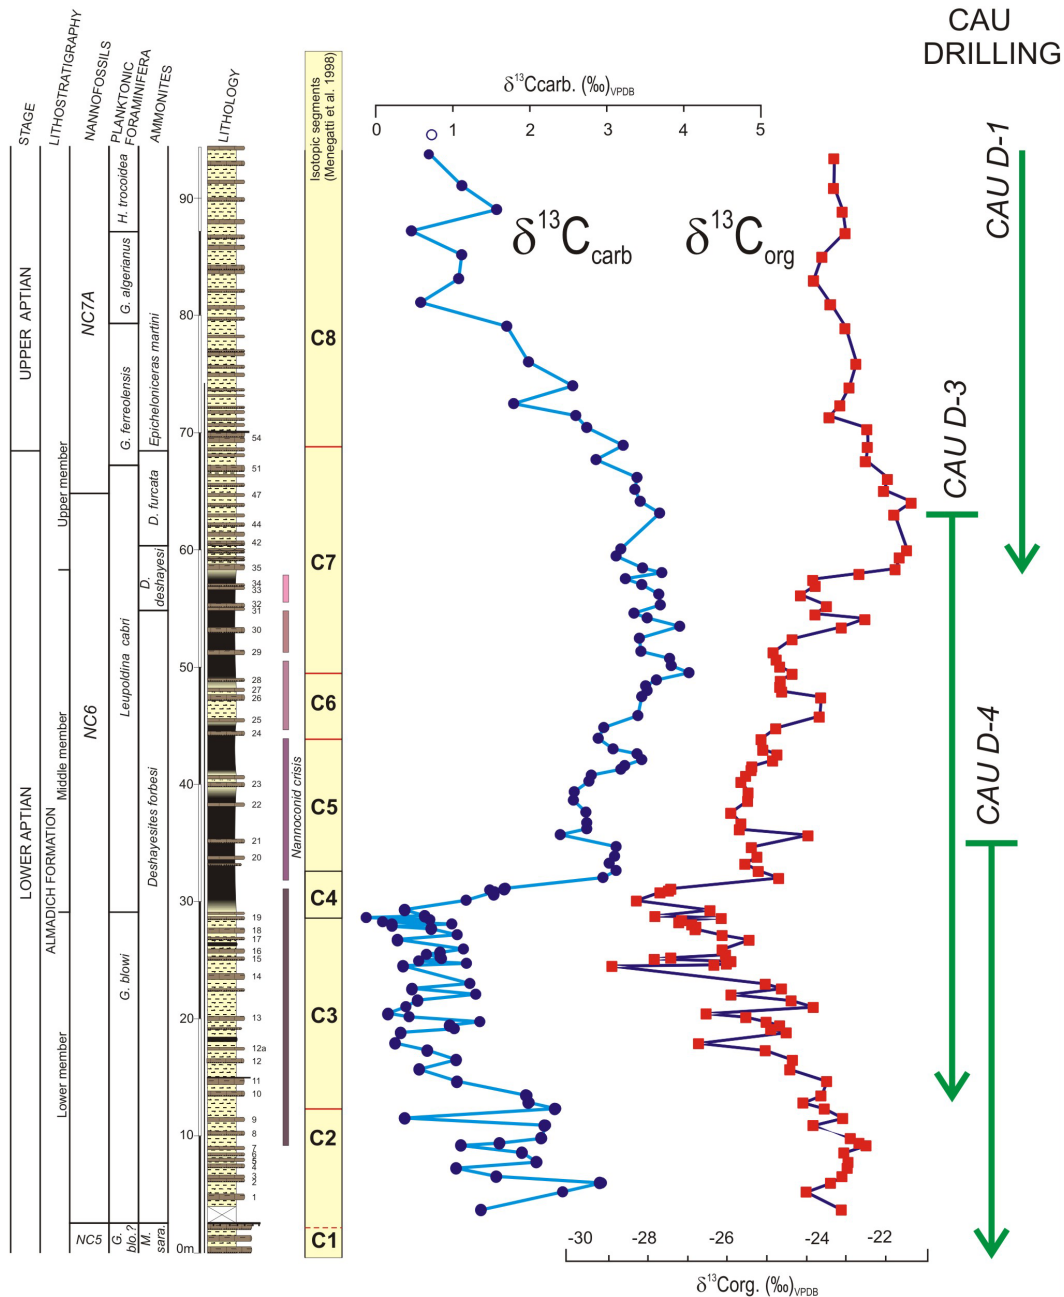 CAU
DRILLING
STAGE
LITHOSTRATIGRAPHY
NANNOFOSSILS
PLANKTONIC
FORAMINIFERA
AMMONITES
LITHOLOGY
Isotopic segments
(Menegatti et al. 1998)
δ13Ccarb. (‰)VPDB
0 1 2 3 4 5
δ13Ccarb
δ13Corg
CAU D-1
CAU D-3
CAU D-4
UPPER APTIAN
LOWER APTIAN
ALMADICH FORMATION
Upper member
Middle member
Lower member
NC7A
NC6
NC5
H. trocoidea
G. algerianus
G. ferreolensis
Leupoldina cabri
G. blowi
G.
blo.?
Epicheloniceras martini
D. furcata
D.
deshayesi
Deshayesites forbesi
M.
sara.
90
80
70
60
50
40
30
20
10
0m
54
51
47
44
42
35
34
33
32
31
30
29
28
27
26
25
24
23
22
21
20
19
18
17
16
15
14
13
12a
12
11
10
9
8
7
6
5
4
3
2
1
Nannoconid crisis
C8
C7
C6
C5
C4
C3
C2
C1
-30 -28 -26 -24 -22
δ13Corg. (‰)VPDB